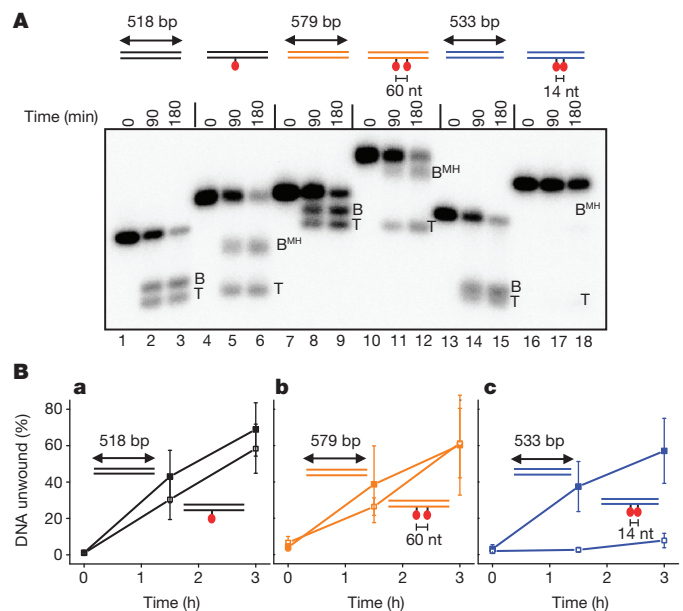 A
518 bp 579 bp 533 bp
60 nt 14 nt
Time (min) 0 90 180 0 90 180 0 90 180 0 90 180 0 90 180 0 90 180
B^MH
B^MH
B
B^MH
T
T
B
B
T
T
T
1 2 3 4 5 6 7 8 9 10 11 12 13 14 15 16 17 18
B a b c
DNA unwound (%)
80
60
40
20
0
518 bp 579 bp 533 bp
60 nt 14 nt
0 1 2 3 0 1 2 3 0 1 2 3
Time (h) Time (h) Time (h)